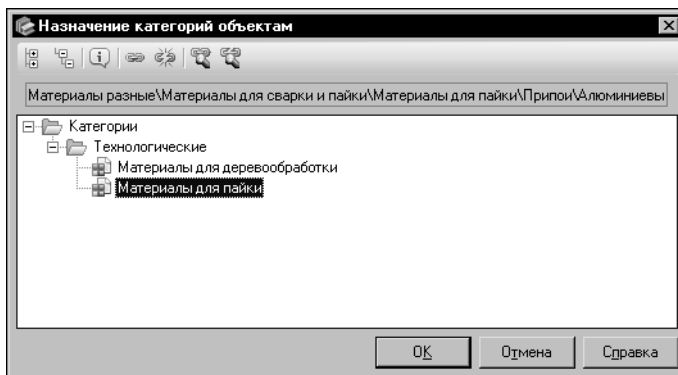 Назначение категорий объектам
Материалы разные\Материалы для сварки и пайки\Материалы для пайки\Припои\Алюминиевы
Категории
Технологические
Материалы для деревообработки
Материалы для пайки
OK Отмена Справка